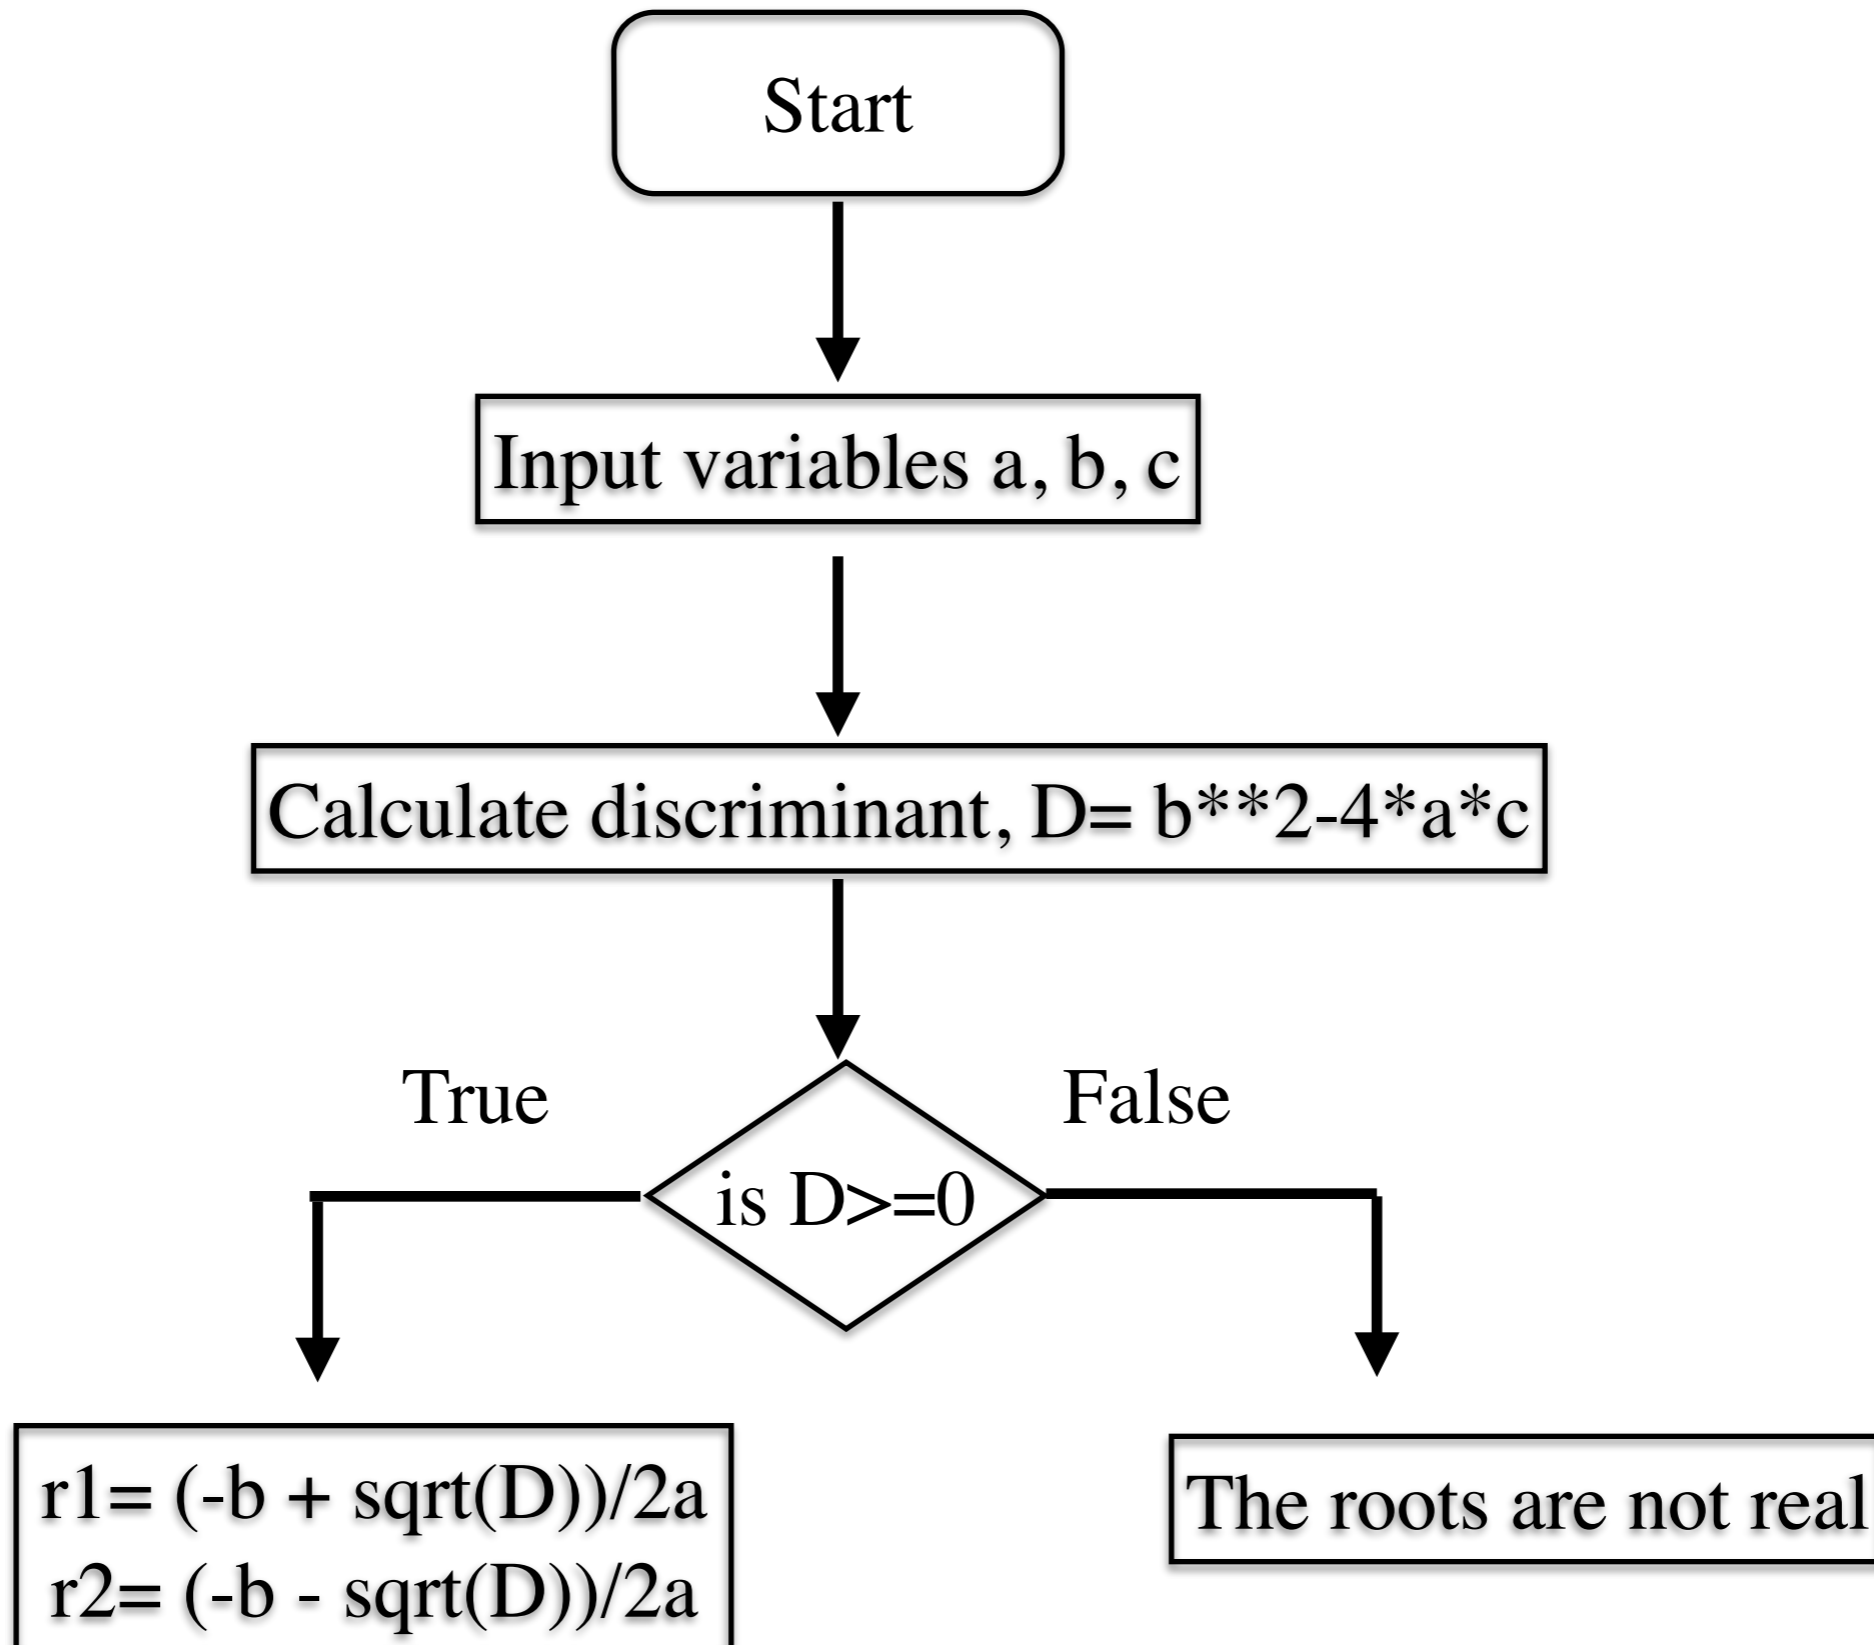 Start
Input variables a, b, c
Calculate discriminant, D= b**2-4*a*c
True
False
is D>=0
r1= (-b + sqrt(D))/2a
r2= (-b - sqrt(D))/2a
The roots are not real